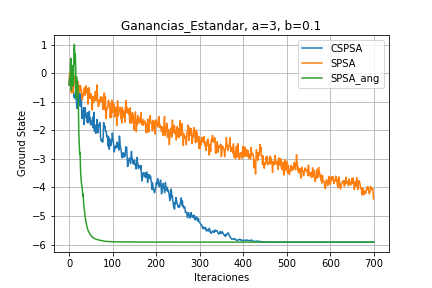 Ganancias_Estandar, a=3, b=0.1
CSPSA
SPSA
SPSA_ang
Ground State
1
0
−1
−2
−3
−4
−5
−6
0 100 200 300 400 500 600 700
Iteraciones